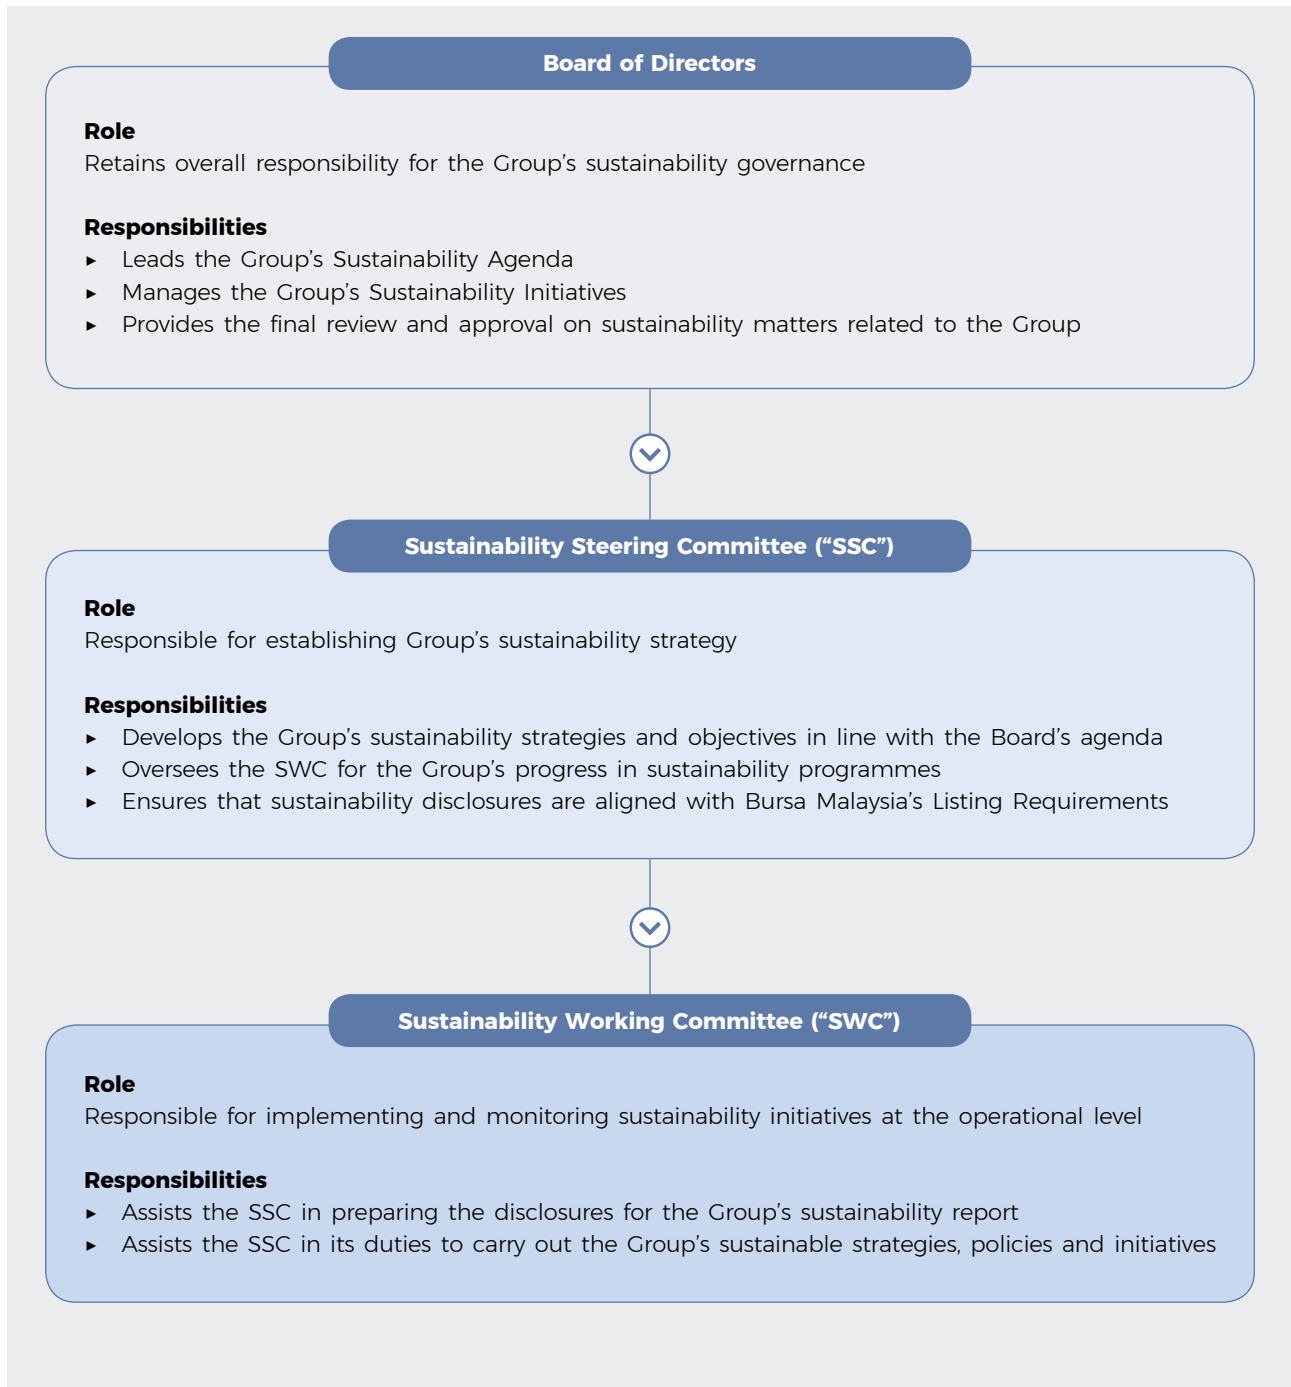 Board of Directors
Role
Retains overall responsibility for the Group’s sustainability governance
Responsibilities
▸ Leads the Group’s Sustainability Agenda
▸ Manages the Group’s Sustainability Initiatives
▸ Provides the final review and approval on sustainability matters related to the Group
Sustainability Steering Committee (“SSC”)
Role
Responsible for establishing Group’s sustainability strategy
Responsibilities
▸ Develops the Group’s sustainability strategies and objectives in line with the Board’s agenda
▸ Oversees the SWC for the Group’s progress in sustainability programmes
▸ Ensures that sustainability disclosures are aligned with Bursa Malaysia’s Listing Requirements
Sustainability Working Committee (“SWC”)
Role
Responsible for implementing and monitoring sustainability initiatives at the operational level
Responsibilities
▸ Assists the SSC in preparing the disclosures for the Group’s sustainability report
▸ Assists the SSC in its duties to carry out the Group’s sustainable strategies, policies and initiatives